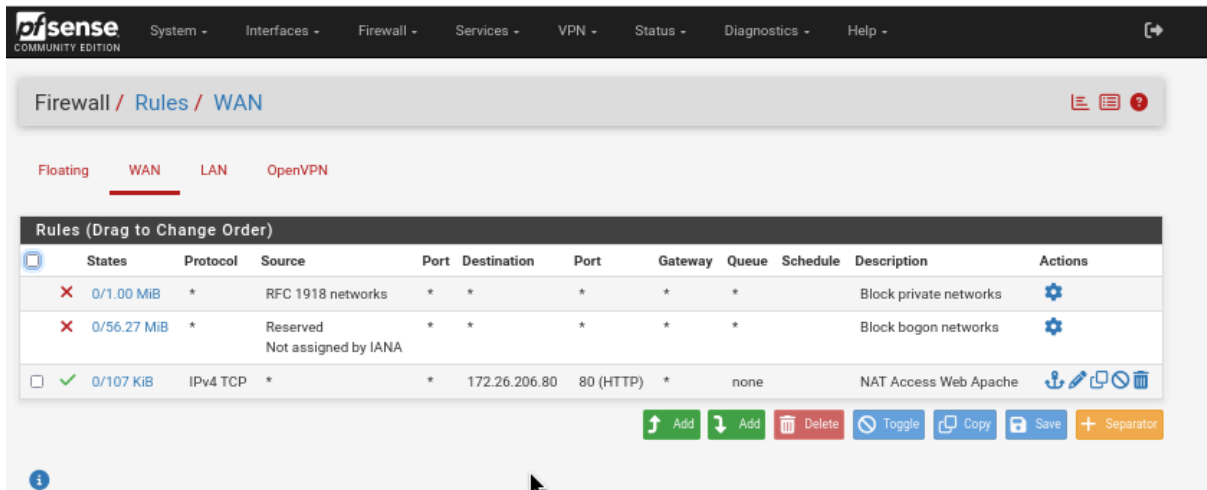 pfsense System Interfaces Firewall Services VPN Status Diagnostics Help
COMMUNITY EDITION
Firewall / Rules / WAN
Floating WAN LAN OpenVPN
Rules (Drag to Change Order)
States Protocol Source Port Destination Port Gateway Queue Schedule Description Actions
0/1.00 MiB * RFC 1918 networks * * * * * Block private networks
0/56.27 MiB * Reserved * * * * * Block bogon networks
Not assigned by IANA
0/107 KiB IPv4 TCP * * 172.26.206.80 80 (HTTP) * none NAT Access Web Apache
Add Add Delete Toggle Copy Save Separator